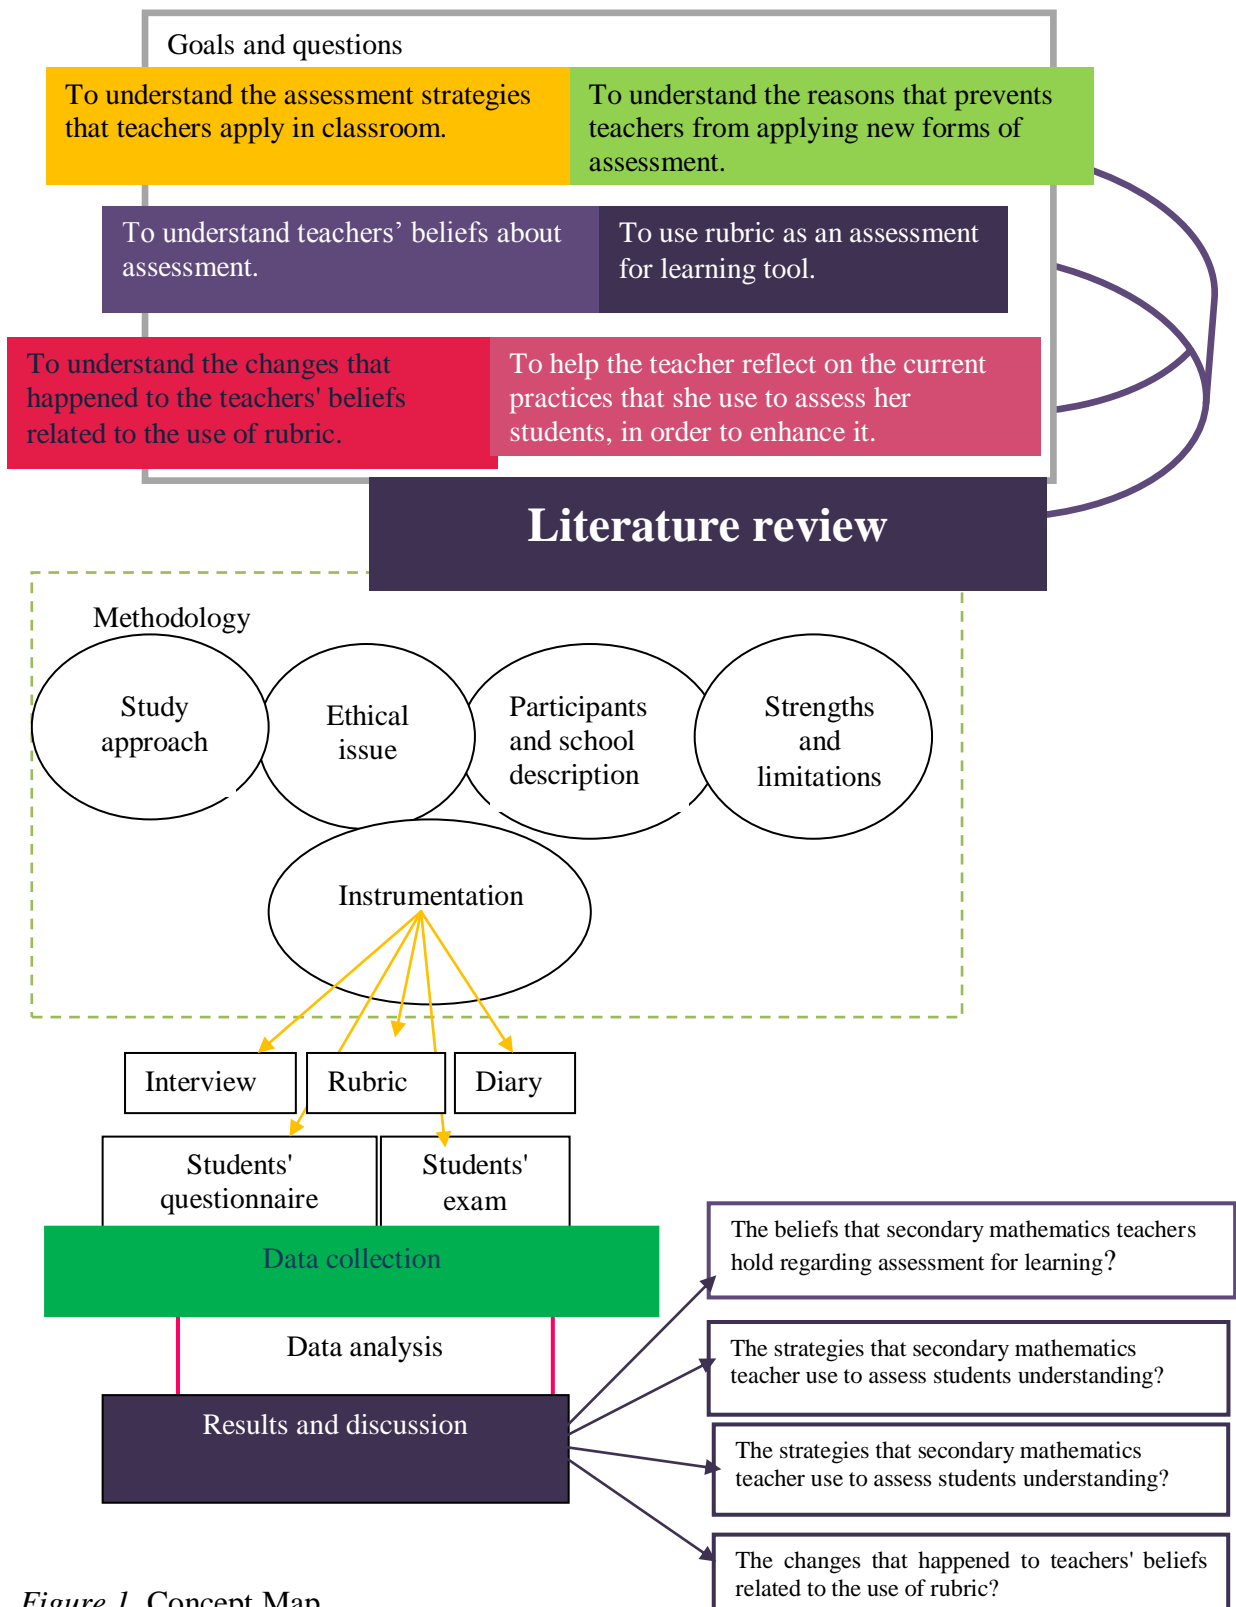 Goals and questions
To understand the assessment strategies
that teachers apply in classroom.
To understand the reasons that prevents
teachers from applying new forms of
assessment.
To understand teachers’ beliefs about
assessment.
To use rubric as an assessment
for learning tool.
To understand the changes that
happened to the teachers' beliefs
related to the use of rubric.
To help the teacher reflect on the current
practices that she use to assess her
students, in order to enhance it.
Literature review
Methodology
Study
approach
Ethical
issue
Participants
and school
description
Strengths
and
limitations
Instrumentation
Interview
Rubric
Diary
Students'
questionnaire
Students'
exam
Data collection
Data analysis
Results and discussion
The beliefs that secondary mathematics teachers
hold regarding assessment for learning?
The strategies that secondary mathematics
teacher use to assess students understanding?
The strategies that secondary mathematics
teacher use to assess students understanding?
The changes that happened to teachers' beliefs
related to the use of rubric?
Figure 1. Concept Map